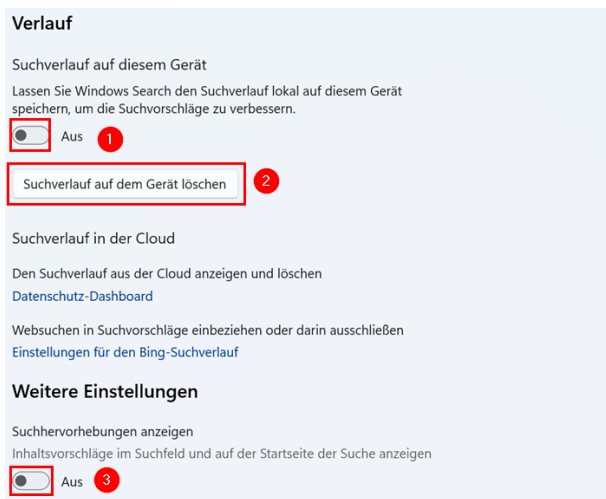 Verlauf
Suchverlauf auf diesem Gerät
Lassen Sie Windows Search den Suchverlauf lokal auf diesem Gerät
speichern, um die Suchvorschläge zu verbessern.
Aus 1
Suchverlauf auf dem Gerät löschen 2
Suchverlauf in der Cloud
Den Suchverlauf aus der Cloud anzeigen und löschen
Datenschutz-Dashboard
Websuchen in Suchvorschläge einbeziehen oder darin ausschließen
Einstellungen für den Bing-Suchverlauf
Weitere Einstellungen
Suchhervorhebungen anzeigen
Inhaltsvorschläge im Suchfeld und auf der Startseite der Suche anzeigen
Aus 3